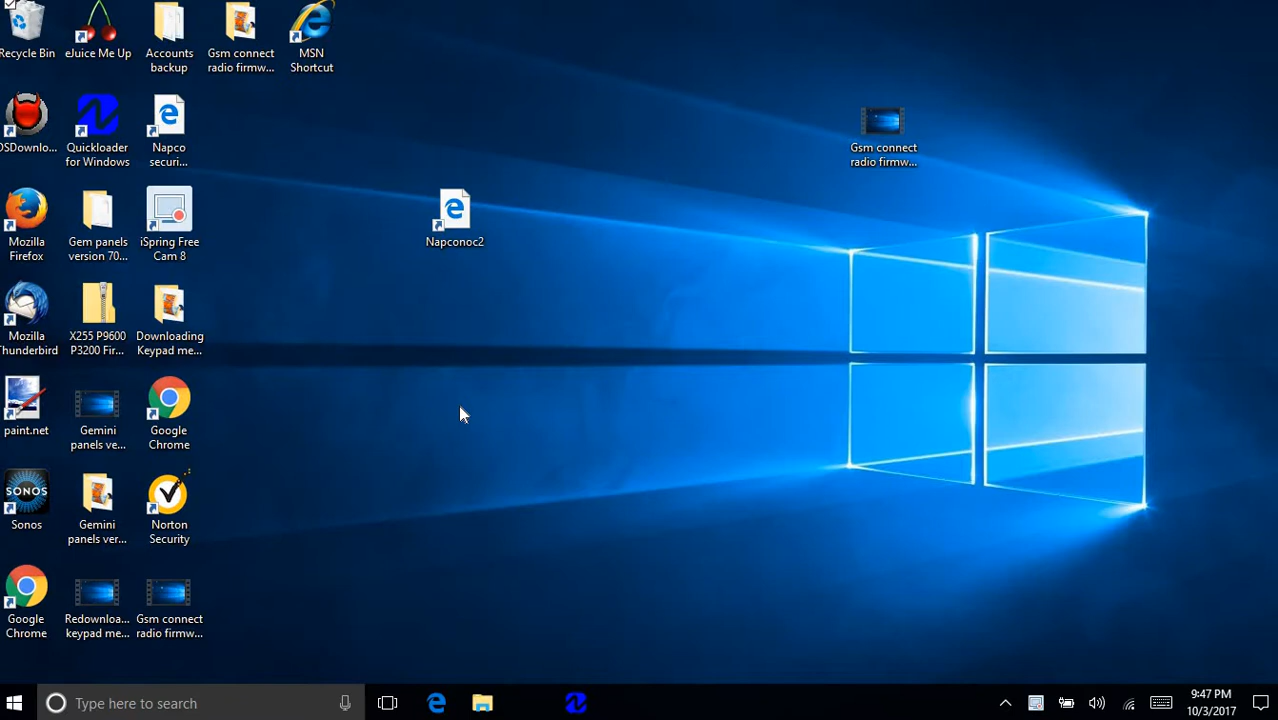 Recycle Bin
eJuice Me Up
Accounts
backup
Gsm connect
radio firmw...
MSN
Shortcut
Gsm connect
radio firmw...
OSDownlo...
Quickloader
for Windows
Napco
securi...
Napconoc2
Mozilla
Firefox
Gem panels
version 70...
iSpring Free
Cam 8
Mozilla
Thunderbird
X255 P9600
P3200 Fir...
Downloading
Keypad me...
paint.net
Gemini
panels ve...
Google
Chrome
SONOS
Sonos
Gemini
panels ver...
Norton
Security
Google
Chrome
Redownloa...
keypad me...
Gsm connect
radio firmw...
Type here to search
9:47 PM
10/3/2017